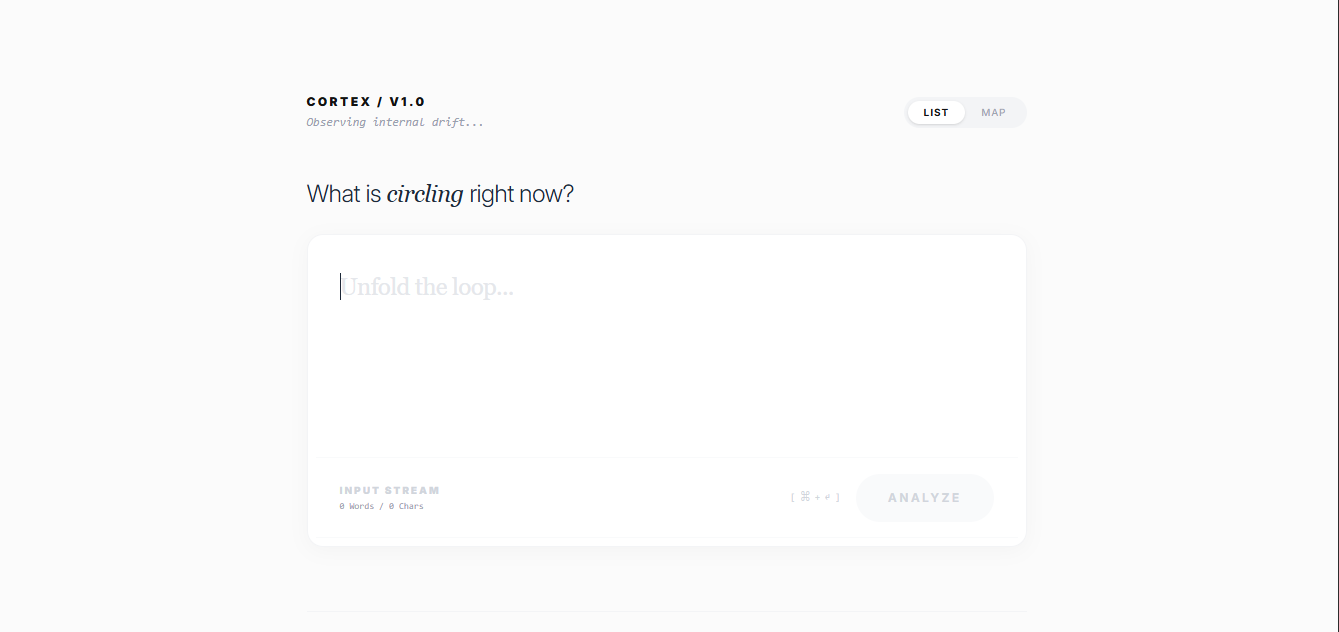 CORTEX / V1.0
Observing internal drift...
LIST MAP
What is circling right now?
Unfold the loop...
INPUT STREAM
0 Words / 0 Chars
[ ⌘ + ↵ ]
ANALYZE